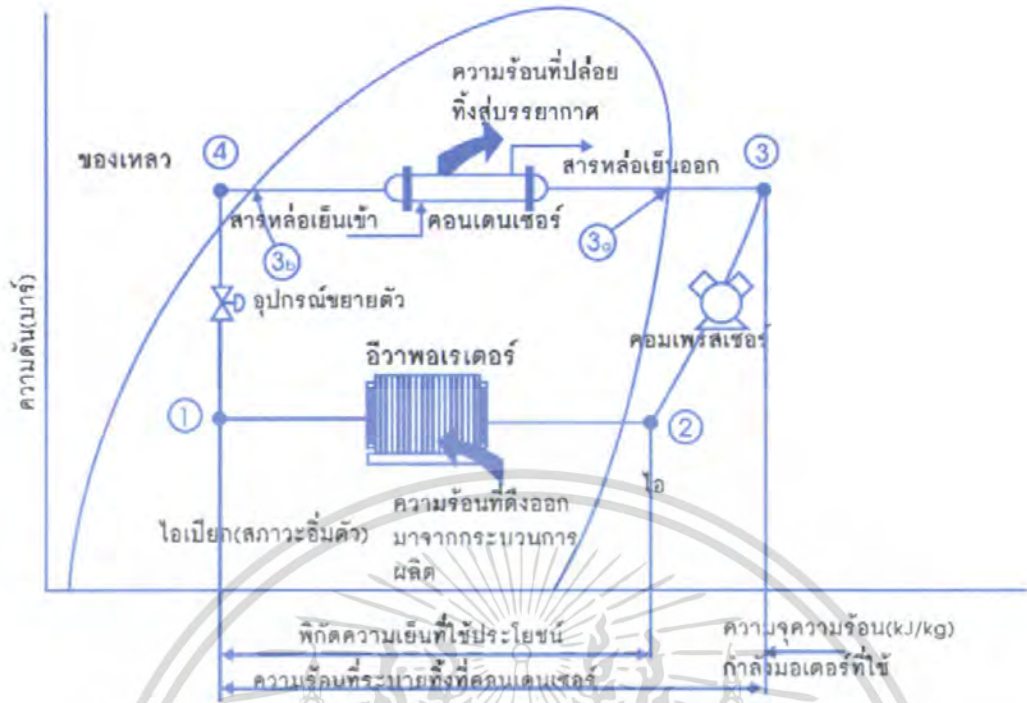 ความร้อนที่ปล่อย
ทิ้งสู่บรรยากาศ
ของเหลว
4
3
สารหล่อเย็นออก
สารหล่อเย็นเข้า
คอนเดนเซอร์
3b
3a
อุปกรณ์ขยายตัว
คอมเพรสเซอร์
ความดัน(บาร์)
อีวาพอเรเตอร์
1
2
ไอ
ความร้อนที่ดึงออก
มาจากกระบวนการ
ผลิต
ไอเปียก(สภาวะอิ่มตัว)
พิกัดความเย็นที่ใช้ประโยชน์
ความจุความร้อน(kJ/kg)
กำลังมอเตอร์ที่ใช้
ความร้อนที่ระบายทิ้งที่คอนเดนเซอร์